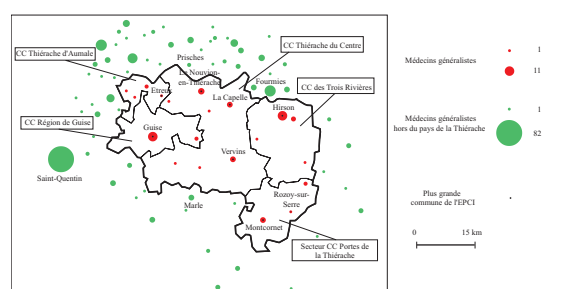 CC Thiérache d'Aumale
Prisches
CC Thiérache du Centre
Le Nouvion-
en-Thiérache
Fourmies
CC des Trois Rivières
Etreux
La Capelle
Hirson
CC Région de Guise
Guise
Vervins
Saint-Quentin
Marle
Rozoy-sur-
Serre
Montcornet
Secteur CC Portes de
la Thiérache
Médecins généralistes
1
11
Médecins généralistes
hors du pays de la Thiérache
1
82
Plus grande
commune de l'EPCI
0
15 km